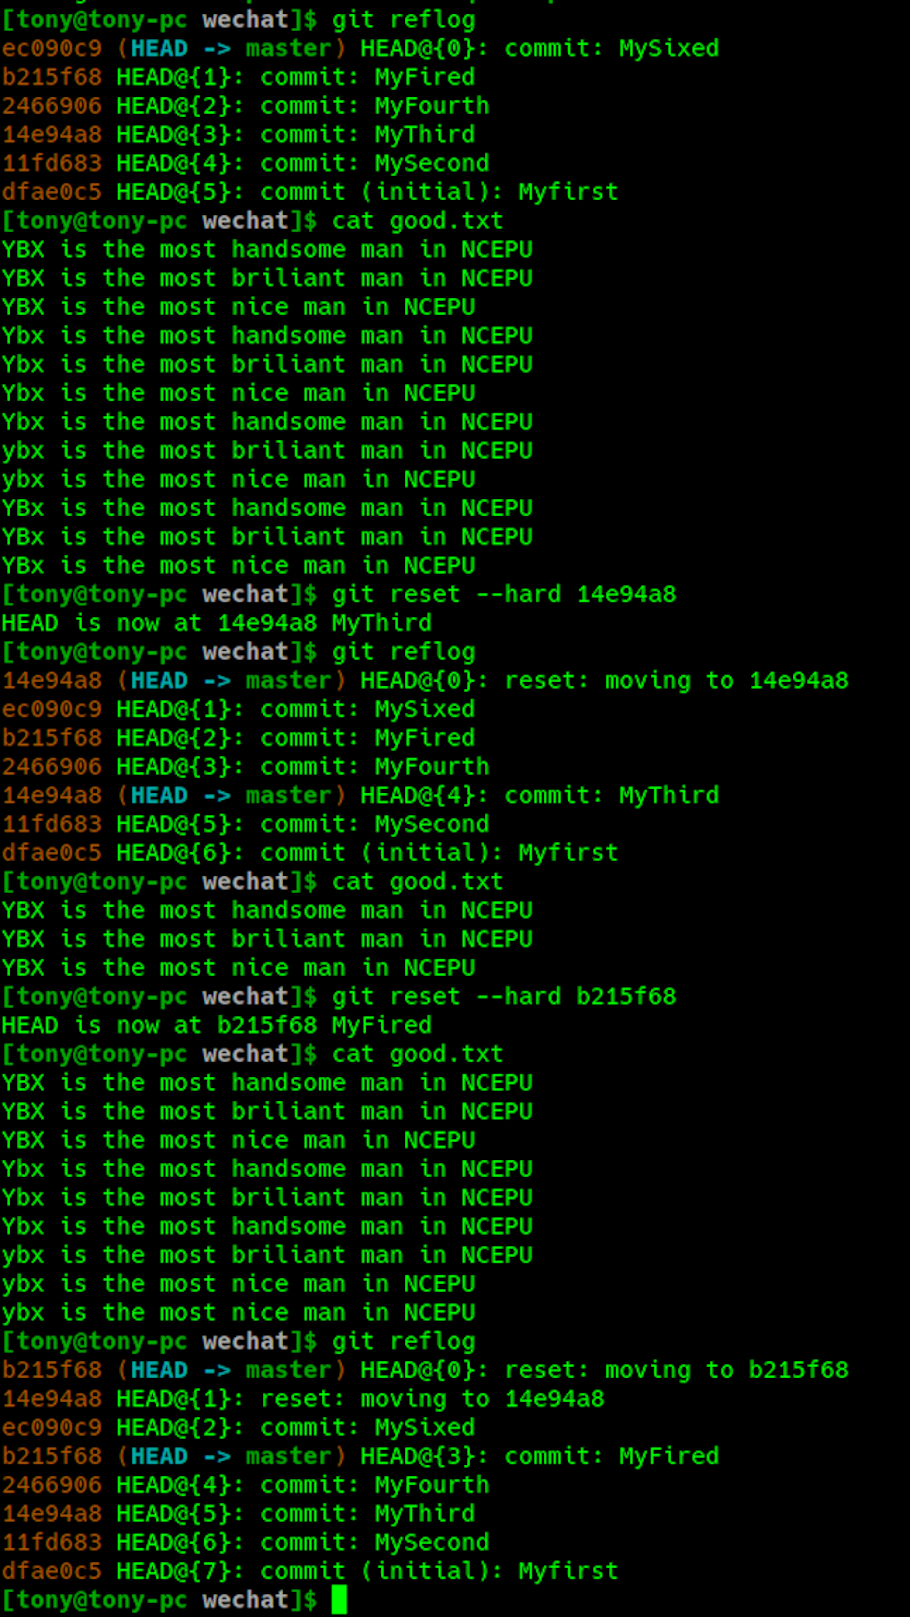 [tony@tony-pc wechat]$ git reflog
ec090c9 (HEAD -> master) HEAD@{0}: commit: MySixed
b215f68 HEAD@{1}: commit: MyFired
2466906 HEAD@{2}: commit: MyFourth
14e94a8 HEAD@{3}: commit: MyThird
11fd683 HEAD@{4}: commit: MySecond
dfae0c5 HEAD@{5}: commit (initial): Myfirst
[tony@tony-pc wechat]$ cat good.txt
YBX is the most handsome man in NCEPU
YBX is the most briliant man in NCEPU
YBX is the most nice man in NCEPU
Ybx is the most handsome man in NCEPU
Ybx is the most briliant man in NCEPU
Ybx is the most nice man in NCEPU
Ybx is the most handsome man in NCEPU
ybx is the most briliant man in NCEPU
ybx is the most nice man in NCEPU
YBx is the most handsome man in NCEPU
YBx is the most briliant man in NCEPU
YBx is the most nice man in NCEPU
[tony@tony-pc wechat]$ git reset --hard 14e94a8
HEAD is now at 14e94a8 MyThird
[tony@tony-pc wechat]$ git reflog
14e94a8 (HEAD -> master) HEAD@{0}: reset: moving to 14e94a8
ec090c9 HEAD@{1}: commit: MySixed
b215f68 HEAD@{2}: commit: MyFired
2466906 HEAD@{3}: commit: MyFourth
14e94a8 (HEAD -> master) HEAD@{4}: commit: MyThird
11fd683 HEAD@{5}: commit: MySecond
dfae0c5 HEAD@{6}: commit (initial): Myfirst
[tony@tony-pc wechat]$ cat good.txt
YBX is the most handsome man in NCEPU
YBX is the most briliant man in NCEPU
YBX is the most nice man in NCEPU
[tony@tony-pc wechat]$ git reset --hard b215f68
HEAD is now at b215f68 MyFired
[tony@tony-pc wechat]$ cat good.txt
YBX is the most handsome man in NCEPU
YBX is the most briliant man in NCEPU
YBX is the most nice man in NCEPU
Ybx is the most handsome man in NCEPU
Ybx is the most briliant man in NCEPU
Ybx is the most handsome man in NCEPU
ybx is the most briliant man in NCEPU
ybx is the most nice man in NCEPU
ybx is the most nice man in NCEPU
[tony@tony-pc wechat]$ git reflog
b215f68 (HEAD -> master) HEAD@{0}: reset: moving to b215f68
14e94a8 HEAD@{1}: reset: moving to 14e94a8
ec090c9 HEAD@{2}: commit: MySixed
b215f68 (HEAD -> master) HEAD@{3}: commit: MyFired
2466906 HEAD@{4}: commit: MyFourth
14e94a8 HEAD@{5}: commit: MyThird
11fd683 HEAD@{6}: commit: MySecond
dfae0c5 HEAD@{7}: commit (initial): Myfirst
[tony@tony-pc wechat]$